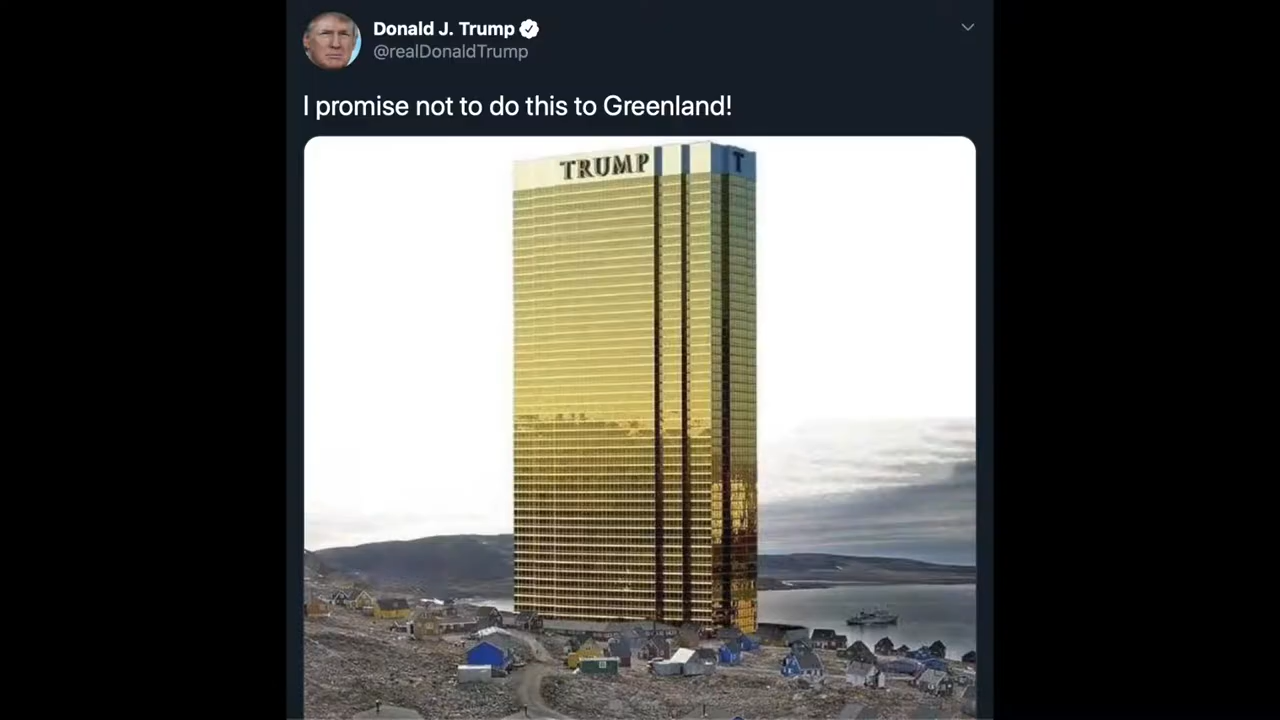 Donald J. Trump
@realDonaldTrump
I promise not to do this to Greenland!
TRUMP
T